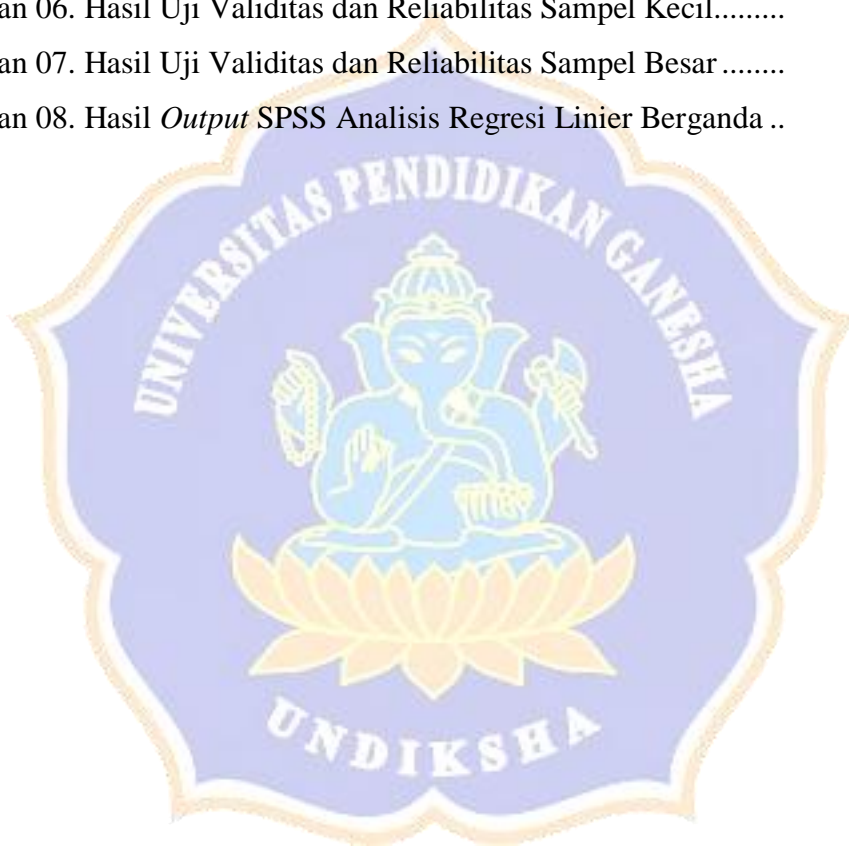 an 06. Hasil Uji Validitas dan Reliabilitas Sampel Kecil.........
an 07. Hasil Uji Validitas dan Reliabilitas Sampel Besar ........
an 08. Hasil Output SPSS Analisis Regresi Linier Berganda ..
UNIVERSITAS PENDIDIKAN GANESHA
UNDIKSHA